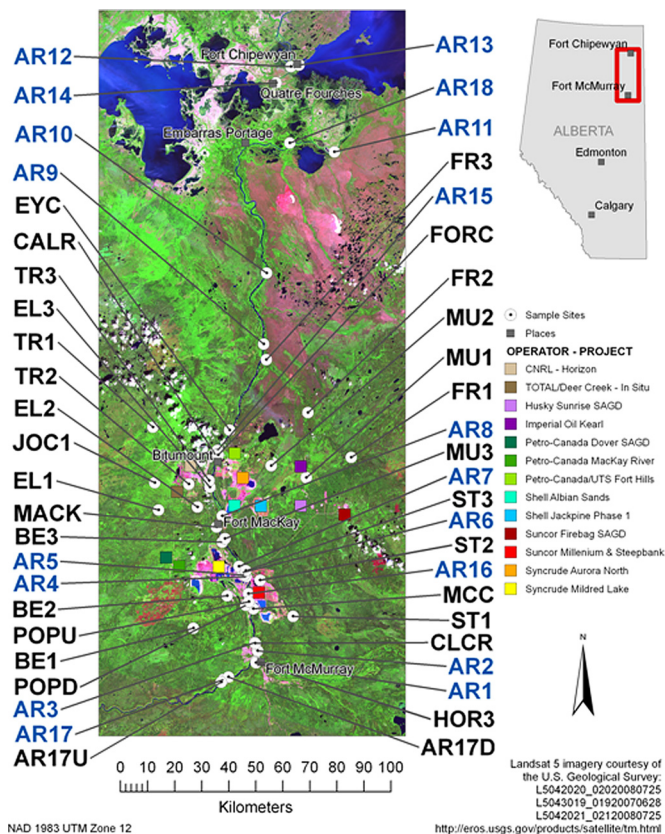 AR12
AR14
AR10
AR9
EYC
CALR
TR3
EL3
TR1
TR2
EL2
JOC1
EL1
MACK
BE3
AR5
AR4
BE2
POPU
BE1
POPD
AR3
AR17
AR17U
Fort Chipewyan
Quatre Fourches
Embarras Portage
Bitumount
Fort MacKay
Fort McMurray
AR13
AR18
AR11
FR3
AR15
FORC
FR2
MU2
MU1
FR1
AR8
MU3
AR7
ST3
AR6
ST2
AR16
MCC
ST1
CLCR
AR2
AR1
HOR3
AR17D
Fort Chipewyan
Fort McMurray
ALBERTA
Edmonton
Calgary
Sample Sites
Places
OPERATOR - PROJECT
CNRL - Horizon
TOTAL/Deer Creek - In Situ
Husky Sunrise SAGD
Imperial Oil Kearl
Petro-Canada Dover SAGD
Petro-Canada MacKay River
Petro-Canada/UTS Fort Hills
Shell Albian Sands
Shell Jackpine Phase 1
Suncor Firebag SAGD
Suncor Millenium & Steepbank
Syncrude Aurora North
Syncrude Mildred Lake
N
0 20 40 60 80 100
Kilometers
NAD 1983 UTM Zone 12
Landsat 5 imagery courtesy of
the U.S. Geological Survey:
L5042020_02020080725
L5043019_01920070628
L5042021_02120080725
http://eros.usgs.gov/products/satellite/tm.html